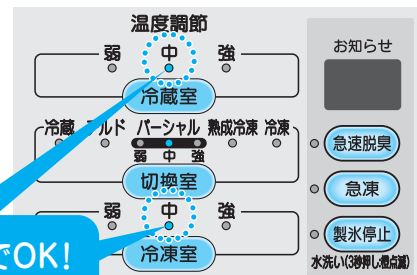 温度調節
弱 中 強
冷蔵室
お知らせ
冷蔵 ルド パーシャル 熟成冷凍 冷凍
弱 中 強
切換室
急速脱臭
急凍
弱 中 強
冷凍室
でOK!
製氷停止
水洗い(3秒押し:橙点滅)